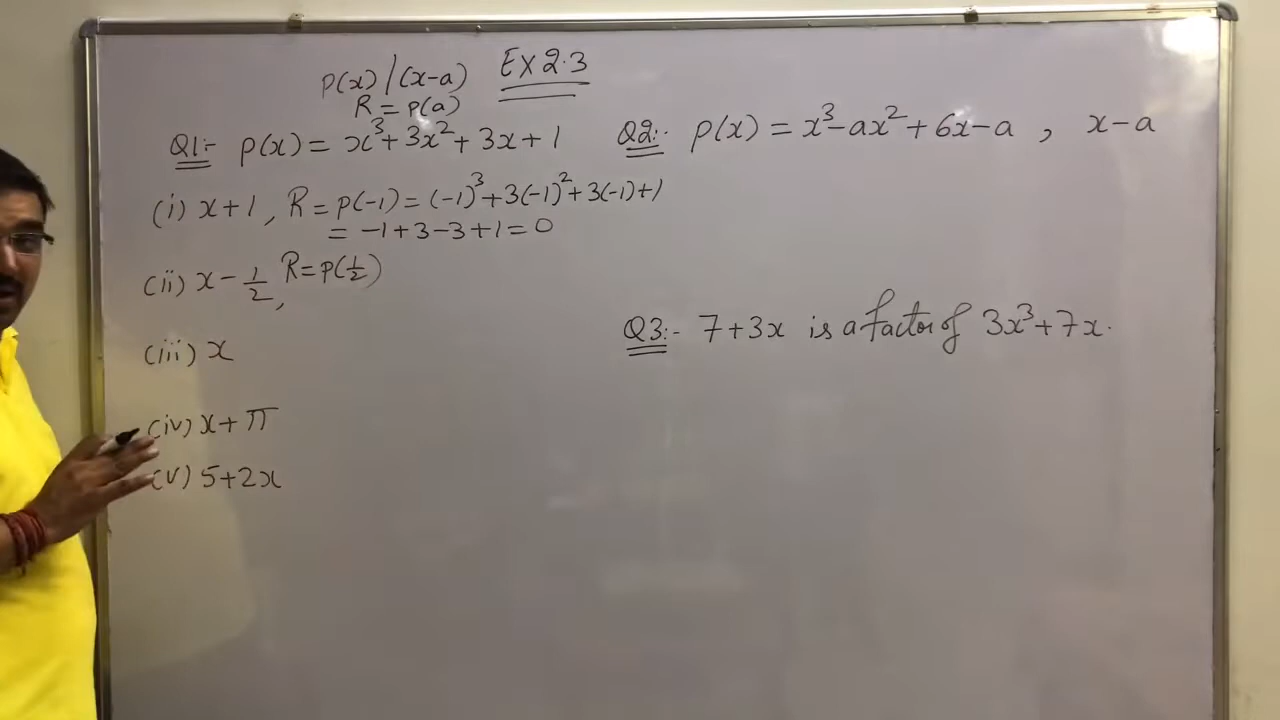 EX 2.3
P(x) / (x-a)
R = P(a)
Q1:- p(x) = x³+3x²+3x+1
(i) x+1, R = p(-1) = (-1)³+3(-1)²+3(-1)+1
= -1+3-3+1=0
(ii) x - 1/2, R=p(1/2)
(iii) x
(iv) x+π
(v) 5+2x
Q2:- p(x) = x³-ax²+6x-a , x-a
Q3:- 7+3x is a factor of 3x³+7x.